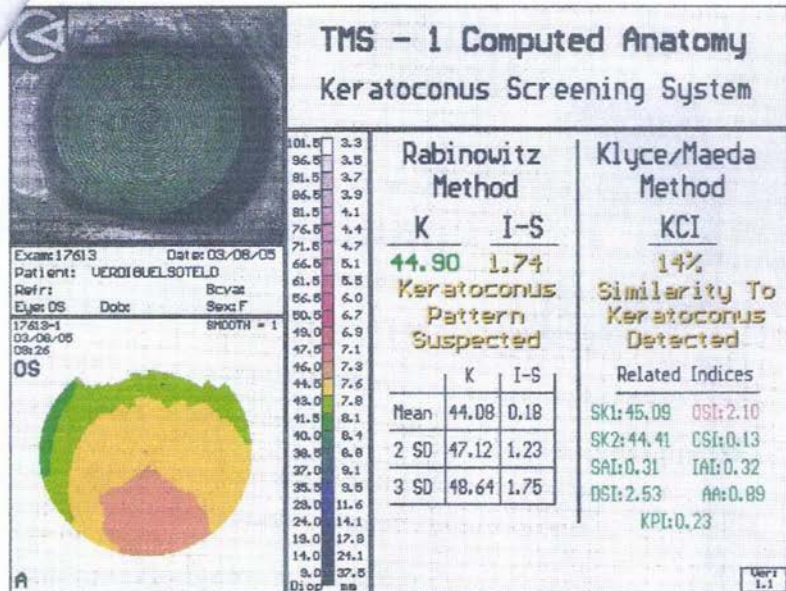 TMS - 1 Computed Anatomy
Keratoconus Screening System
Exam: 17613 Date: 03/08/05
Patient:
Refr: Bcva:
Eye: OS Dob: Sex: F
17613-1 SMOOTH = 1
03/08/05
08:26
OS
A
101.5 3.3
96.5 3.5
91.5 3.7
86.5 3.9
81.5 4.1
76.5 4.4
71.5 4.7
66.5 5.1
61.5 5.5
56.5 6.0
50.5 6.7
49.0 6.9
47.5 7.1
46.0 7.3
44.5 7.6
43.0 7.8
41.5 8.1
40.0 8.4
38.5 8.8
37.0 9.1
35.5 9.5
28.0 11.6
24.0 14.1
19.0 17.8
14.0 24.1
9.0 37.5
Diop mm
Rabinowitz
Method
K I-S
44.90 1.74
Keratoconus
Pattern
Suspected
K I-S
Mean 44.08 0.18
2 SD 47.12 1.23
3 SD 48.64 1.75
Klyce/Maeda
Method
KCI
14%
Similarity To
Keratoconus
Detected
Related Indices
SK1:45.09 OSI:2.10
SK2:44.41 CSI:0.13
SAI:0.31 IAI:0.32
DSI:2.53 AA:0.89
KPI:0.23
Ver:
1.1